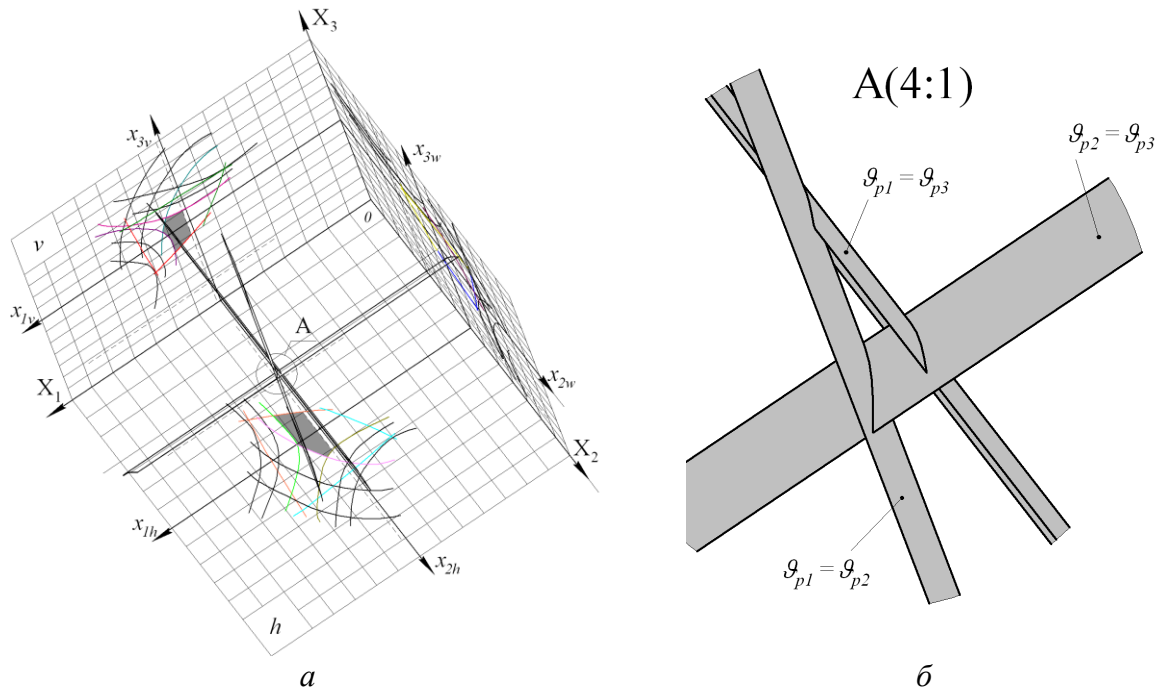 X₃
x₃ᵥ
v
x₁ᵥ
X₁
0
x₃w
A
x₂w
X₂
x₁ₕ
x₂ₕ
h
а
A(4:1)
ϑₚ₂ = ϑₚ₃
ϑₚ₁ = ϑₚ₃
ϑₚ₁ = ϑₚ₂
б